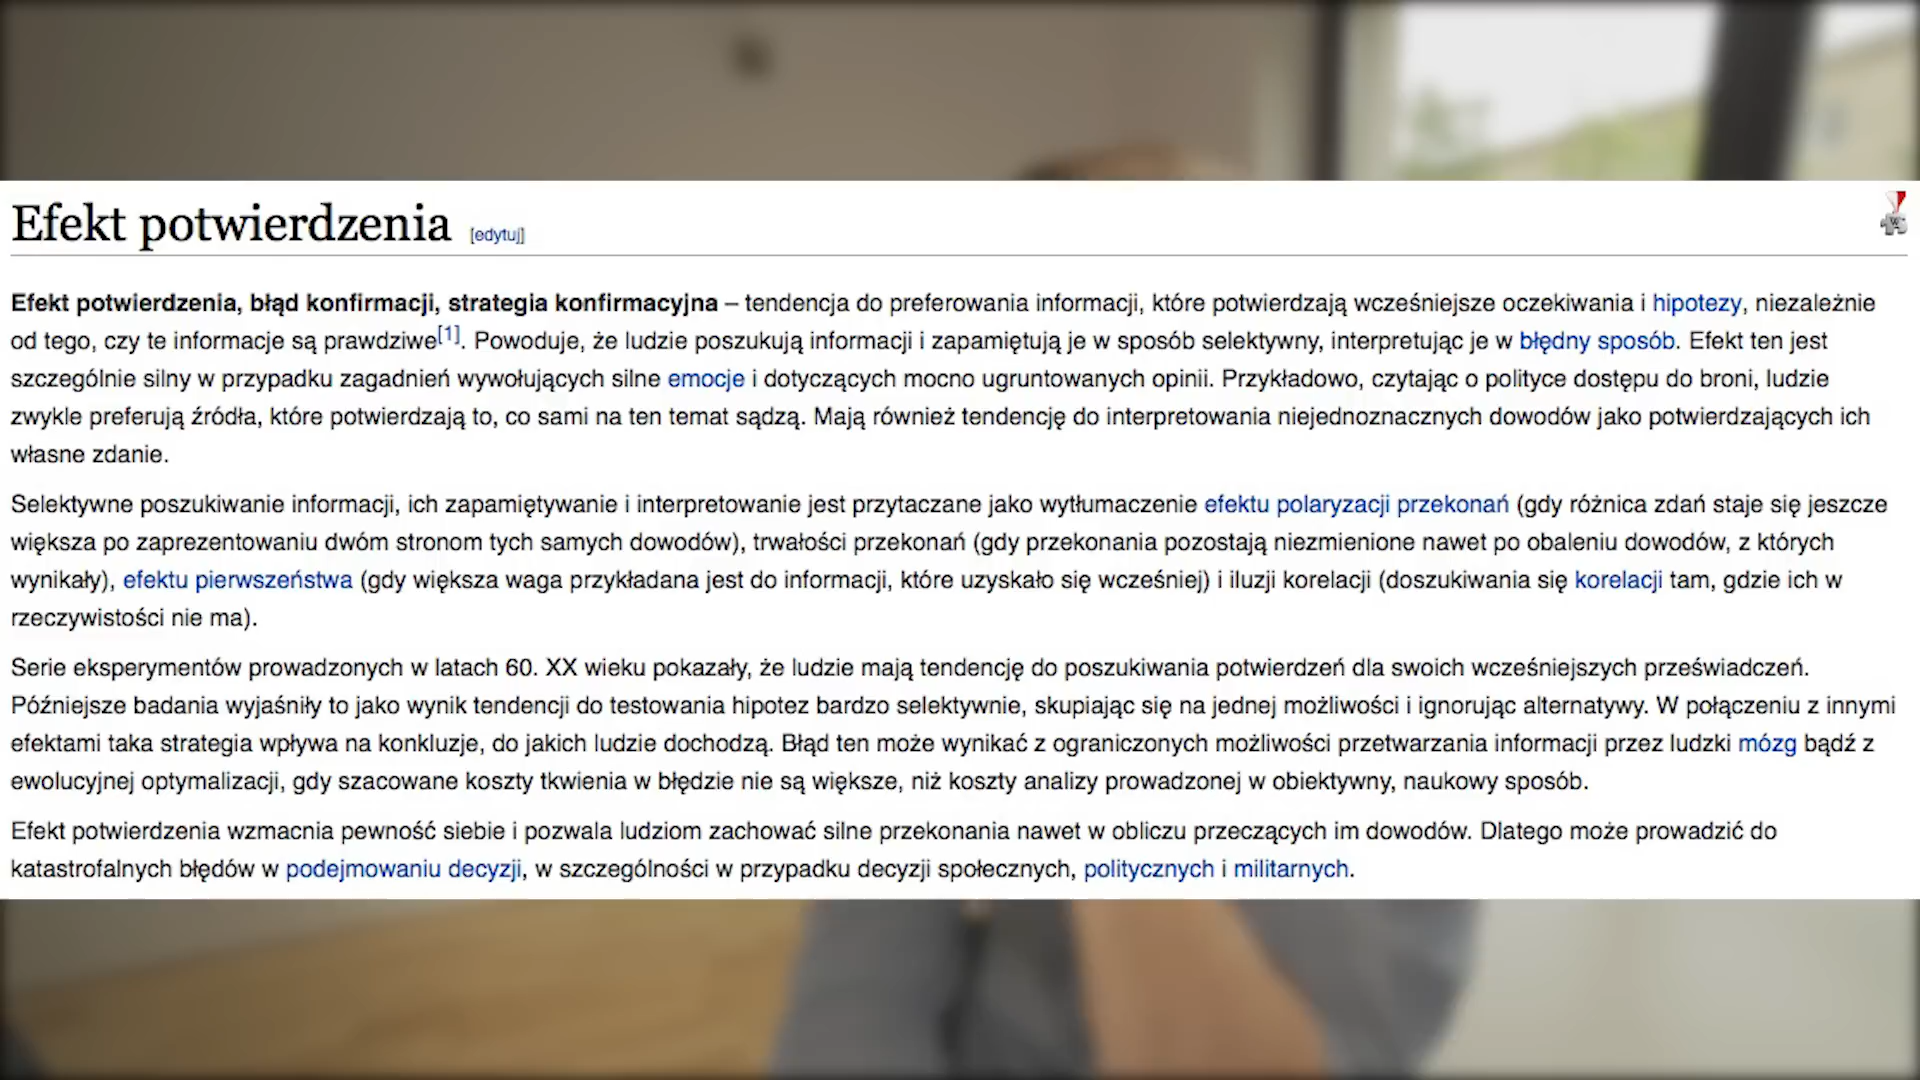 Efekt potwierdzenia [edytuj]
Efekt potwierdzenia, błąd konfirmacji, strategia konfirmacyjna – tendencja do preferowania informacji, które potwierdzają wcześniejsze oczekiwania i hipotezy, niezależnie
od tego, czy te informacje są prawdziwe[1]. Powoduje, że ludzie poszukują informacji i zapamiętują je w sposób selektywny, interpretując je w błędny sposób. Efekt ten jest
szczególnie silny w przypadku zagadnień wywołujących silne emocje i dotyczących mocno ugruntowanych opinii. Przykładowo, czytając o polityce dostępu do broni, ludzie
zwykle preferują źródła, które potwierdzają to, co sami na ten temat sądzą. Mają również tendencję do interpretowania niejednoznacznych dowodów jako potwierdzających ich
własne zdanie.
Selektywne poszukiwanie informacji, ich zapamiętywanie i interpretowanie jest przytaczane jako wytłumaczenie efektu polaryzacji przekonań (gdy różnica zdań staje się jeszcze
większa po zaprezentowaniu dwóm stronom tych samych dowodów), trwałości przekonań (gdy przekonania pozostają niezmienione nawet po obaleniu dowodów, z których
wynikały), efektu pierwszeństwa (gdy większa waga przykładana jest do informacji, które uzyskało się wcześniej) i iluzji korelacji (doszukiwania się korelacji tam, gdzie ich w
rzeczywistości nie ma).
Serie eksperymentów prowadzonych w latach 60. XX wieku pokazały, że ludzie mają tendencję do poszukiwania potwierdzeń dla swoich wcześniejszych przeświadczeń.
Późniejsze badania wyjaśniły to jako wynik tendencji do testowania hipotez bardzo selektywnie, skupiając się na jednej możliwości i ignorując alternatywy. W połączeniu z innymi
efektami taka strategia wpływa na konkluzje, do jakich ludzie dochodzą. Błąd ten może wynikać z ograniczonych możliwości przetwarzania informacji przez ludzki mózg bądź z
ewolucyjnej optymalizacji, gdy szacowane koszty tkwienia w błędzie nie są większe, niż koszty analizy prowadzonej w obiektywny, naukowy sposób.
Efekt potwierdzenia wzmacnia pewność siebie i pozwala ludziom zachować silne przekonania nawet w obliczu przeczących im dowodów. Dlatego może prowadzić do
katastrofalnych błędów w podejmowaniu decyzji, w szczególności w przypadku decyzji społecznych, politycznych i militarnych.